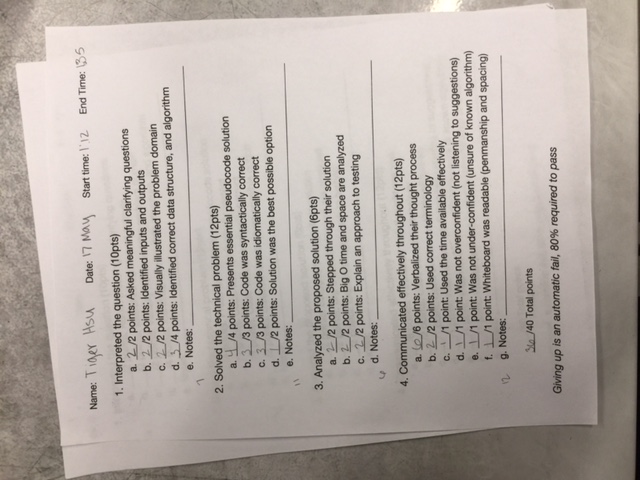 Name: Tiger Hsu Date: 17 May Start time: 1:12 End Time: 1:35
1. Interpreted the question (10pts)
a. 2/2 points: Asked meaningful clarifying questions
b. 2/2 points: Identified inputs and outputs
c. 2/2 points: Visually illustrated the problem domain
d. 3/4 points: Identified correct data structure, and algorithm
e. Notes:
2. Solved the technical problem (12pts)
a. 4/4 points: Presents essential pseudocode solution
b. 3/3 points: Code was syntactically correct
c. 3/3 points: Code was idiomatically correct
d. 1/2 points: Solution was the best possible option
e. Notes:
11
3. Analyzed the proposed solution (6pts)
a. 2/2 points: Stepped through their solution
b. 2/2 points: Big O time and space are analyzed
c. 2/2 points: Explain an approach to testing
d. Notes:
6
4. Communicated effectively throughout (12pts)
a. 6/6 points: Verbalized their thought process
b. 2/2 points: Used correct terminology
c. 1/1 point: Used the time available effectively
d. 1/1 point: Was not overconfident (not listening to suggestions)
e. 1/1 point: Was not under-confident (unsure of known algorithm)
f. 1/1 point: Whiteboard was readable (penmanship and spacing)
12 g. Notes:
/40 Total points
Giving up is an automatic fail, 80% required to pass